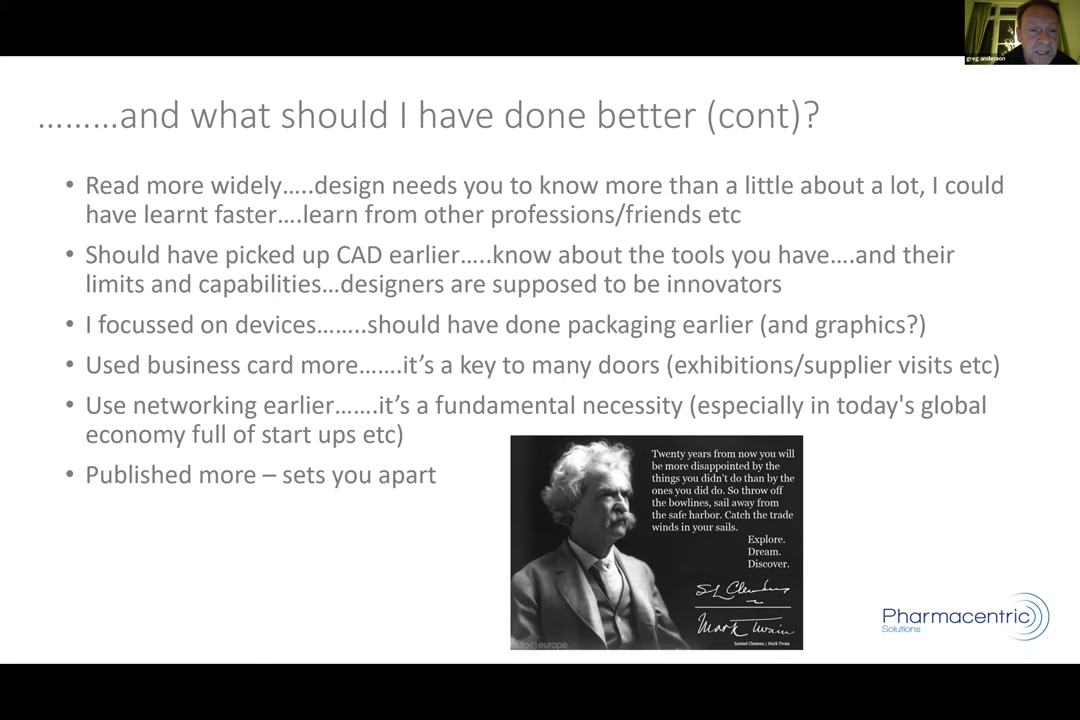 greg anderson
………and what should I have done better (cont)?
• Read more widely…..design needs you to know more than a little about a lot, I could
have learnt faster….learn from other professions/friends etc
• Should have picked up CAD earlier…..know about the tools you have….and their
limits and capabilities…designers are supposed to be innovators
• I focussed on devices……..should have done packaging earlier (and graphics?)
• Used business card more…….it’s a key to many doors (exhibitions/supplier visits etc)
• Use networking earlier…….it’s a fundamental necessity (especially in today's global
economy full of start ups etc)
• Published more – sets you apart
Twenty years from now you will
be more disappointed by the
things you didn’t do than by the
ones you did do. So throw off
the bowlines, sail away from
the safe harbor. Catch the trade
winds in your sails.
Explore.
Dream.
Discover.
SL Clemens
Mark Twain
Samuel Clemens / Mark Twain
europe.
Pharmacentric
Solutions